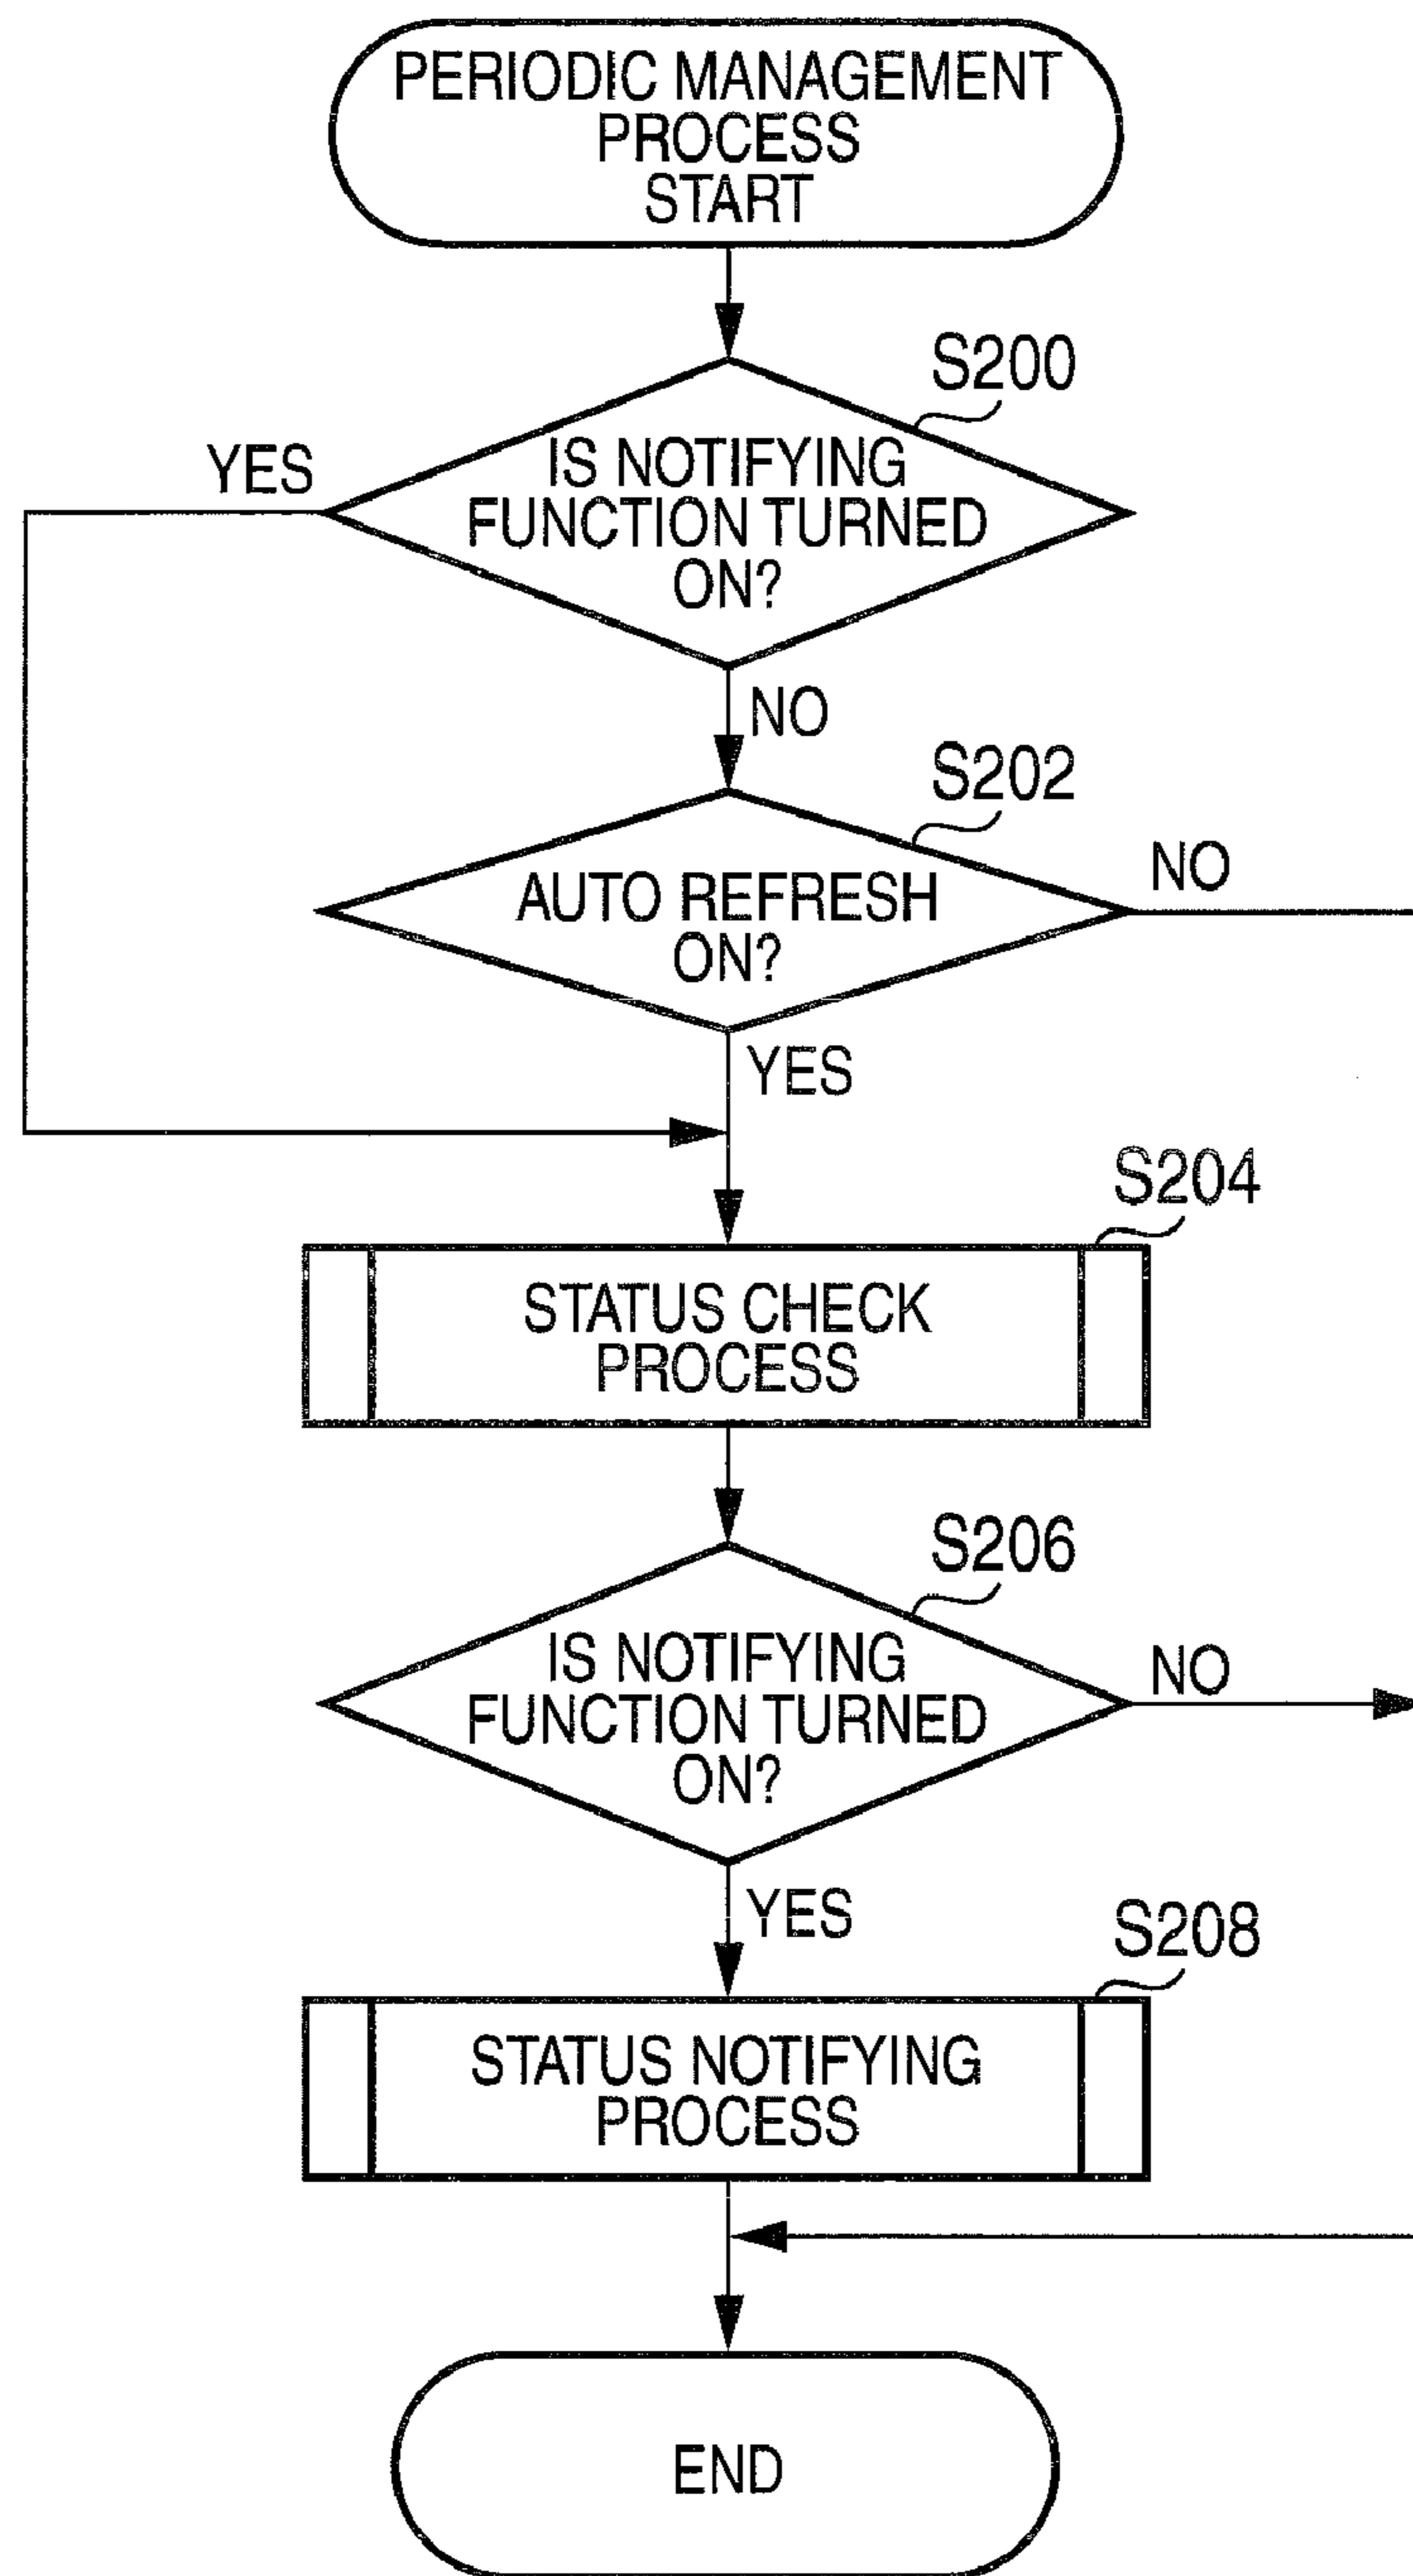 PERIODIC MANAGEMENT
PROCESS
START
S200
YES
IS NOTIFYING
FUNCTION TURNED
ON?
NO
S202
NO
AUTO REFRESH
ON?
YES
S204
STATUS CHECK
PROCESS
S206
IS NOTIFYING
FUNCTION TURNED
ON?
NO
YES
S208
STATUS NOTIFYING
PROCESS
END